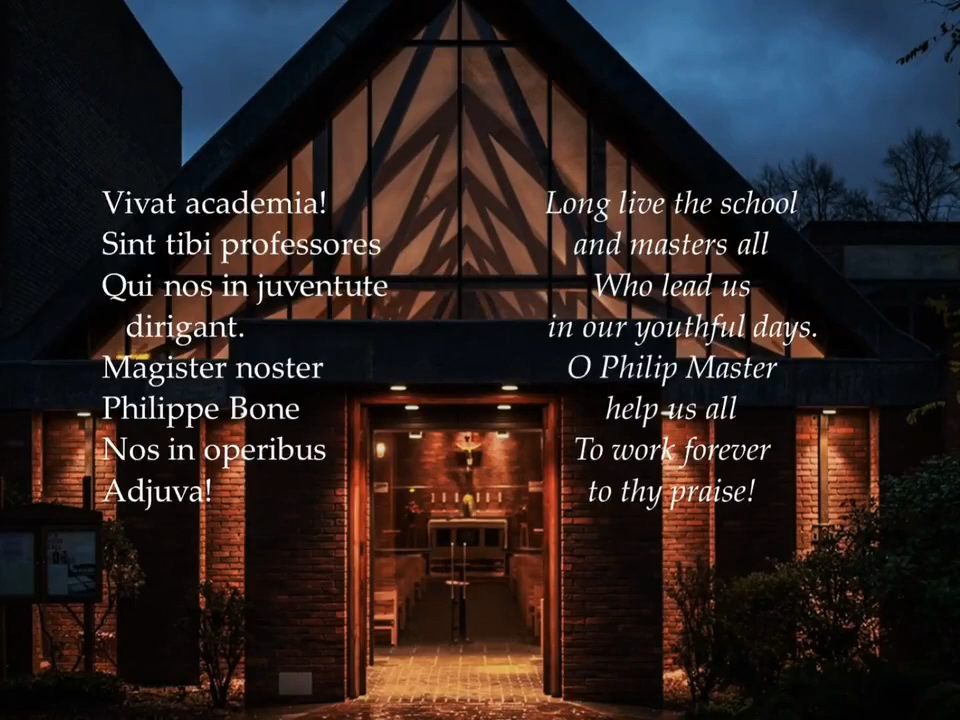 Vivat academia!
Sint tibi professores
Qui nos in juventute
dirigant.
Magister noster
Philippe Bone
Nos in operibus
Adjuva!
Long live the school
and masters all
Who lead us
in our youthful days.
O Philip Master
help us all
To work forever
to thy praise!